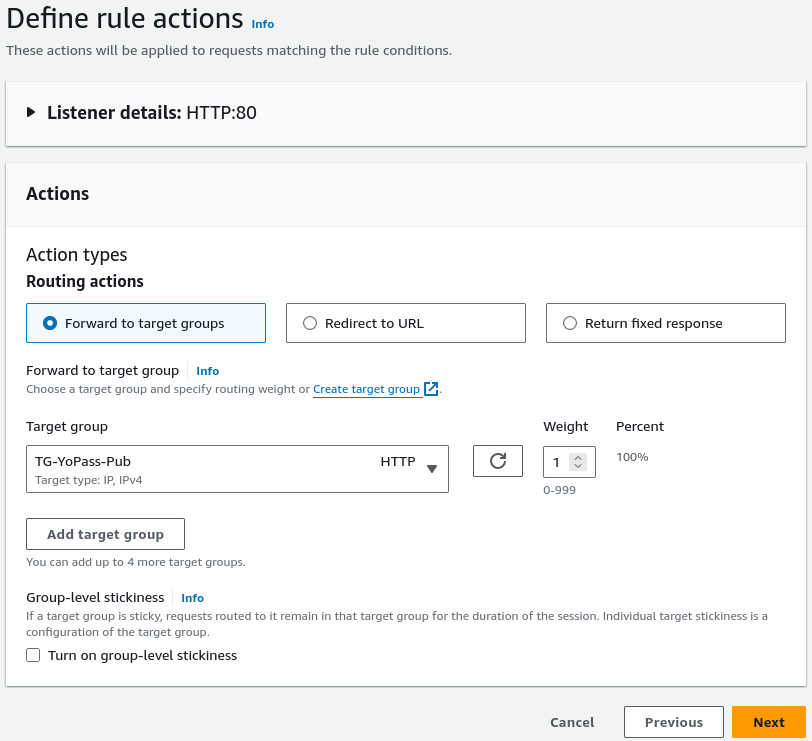 Define rule actions Info
These actions will be applied to requests matching the rule conditions.
Listener details: HTTP:80
Actions
Action types
Routing actions
Forward to target groups
Redirect to URL
Return fixed response
Forward to target group Info
Choose a target group and specify routing weight or Create target group.
Target group
Weight
Percent
TG-YoPass-Pub
HTTP
Target type: IP, IPv4
1
100%
0-999
Add target group
You can add up to 4 more target groups.
Group-level stickiness Info
If a target group is sticky, requests routed to it remain in that target group for the duration of the session. Individual target stickiness is a
configuration of the target group.
Turn on group-level stickiness
Cancel
Previous
Next